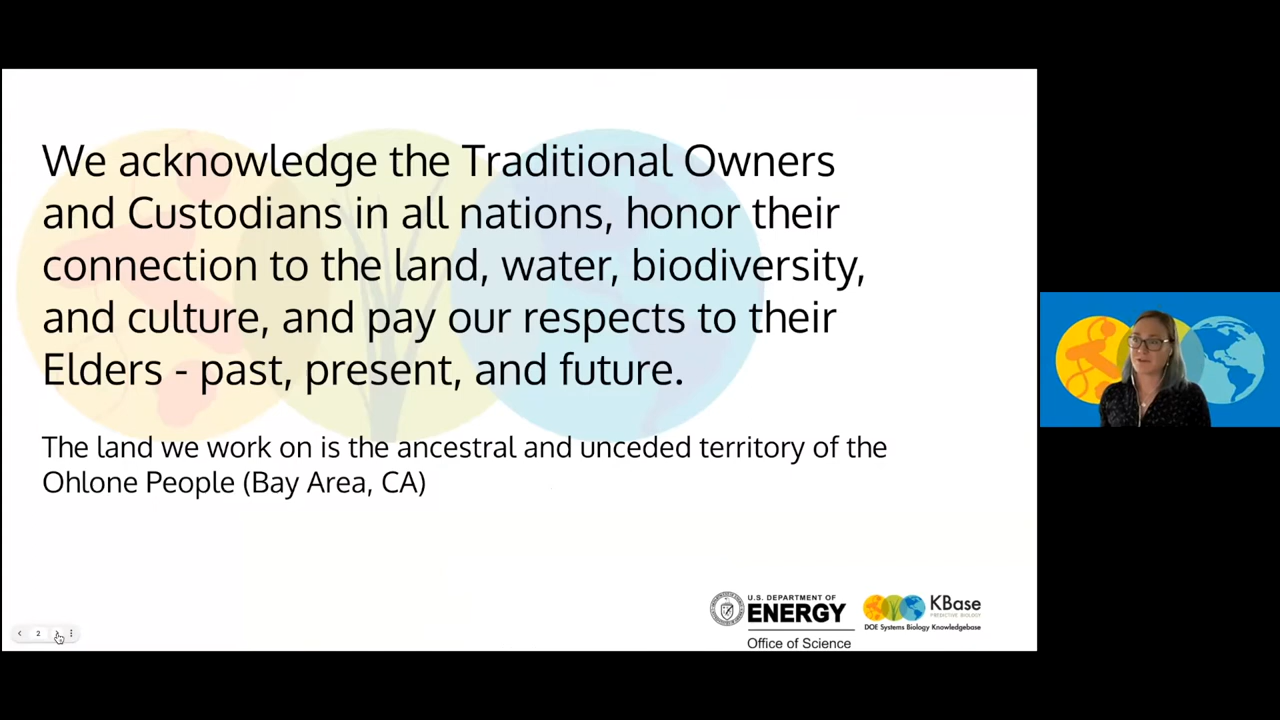 We acknowledge the Traditional Owners
and Custodians in all nations, honor their
connection to the land, water, biodiversity,
and culture, and pay our respects to their
Elders - past, present, and future.
The land we work on is the ancestral and unceded territory of the
Ohlone People (Bay Area, CA)
U.S. DEPARTMENT OF
ENERGY
Office of Science
KBase
PREDICTIVE BIOLOGY
DOE Systems Biology Knowledgebase
2